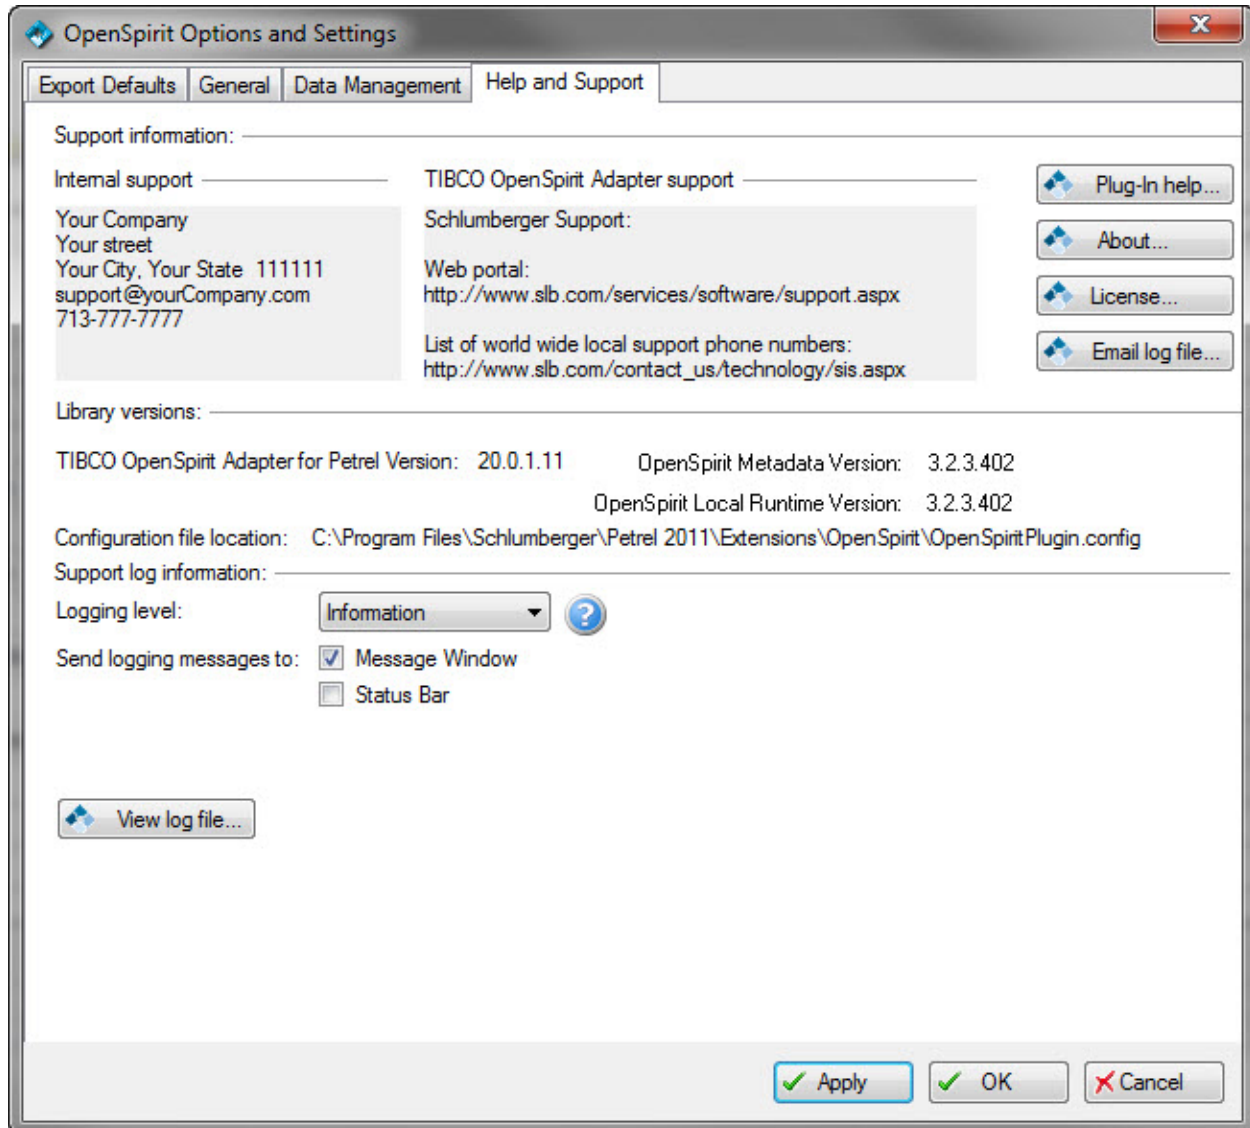 OpenSpirit Options and Settings
Export Defaults General Data Management Help and Support
Support information:
Internal support
Your Company
Your street
Your City, Your State 111111
support@yourCompany.com
713-777-7777
TIBCO OpenSpirit Adapter support
Schlumberger Support:
Web portal:
http://www.slb.com/services/software/support.aspx
List of world wide local support phone numbers:
http://www.slb.com/contact_us/technology/sis.aspx
Plug-In help...
About...
License...
Email log file...
Library versions:
TIBCO OpenSpirit Adapter for Petrel Version: 20.0.1.11 OpenSpirit Metadata Version: 3.2.3.402
OpenSpirit Local Runtime Version: 3.2.3.402
Configuration file location: C:\Program Files\Schlumberger\Petrel 2011\Extensions\OpenSpirit\OpenSpiritPlugin.config
Support log information:
Logging level: Information ?
Send logging messages to: Message Window
Status Bar
View log file...
Apply OK Cancel